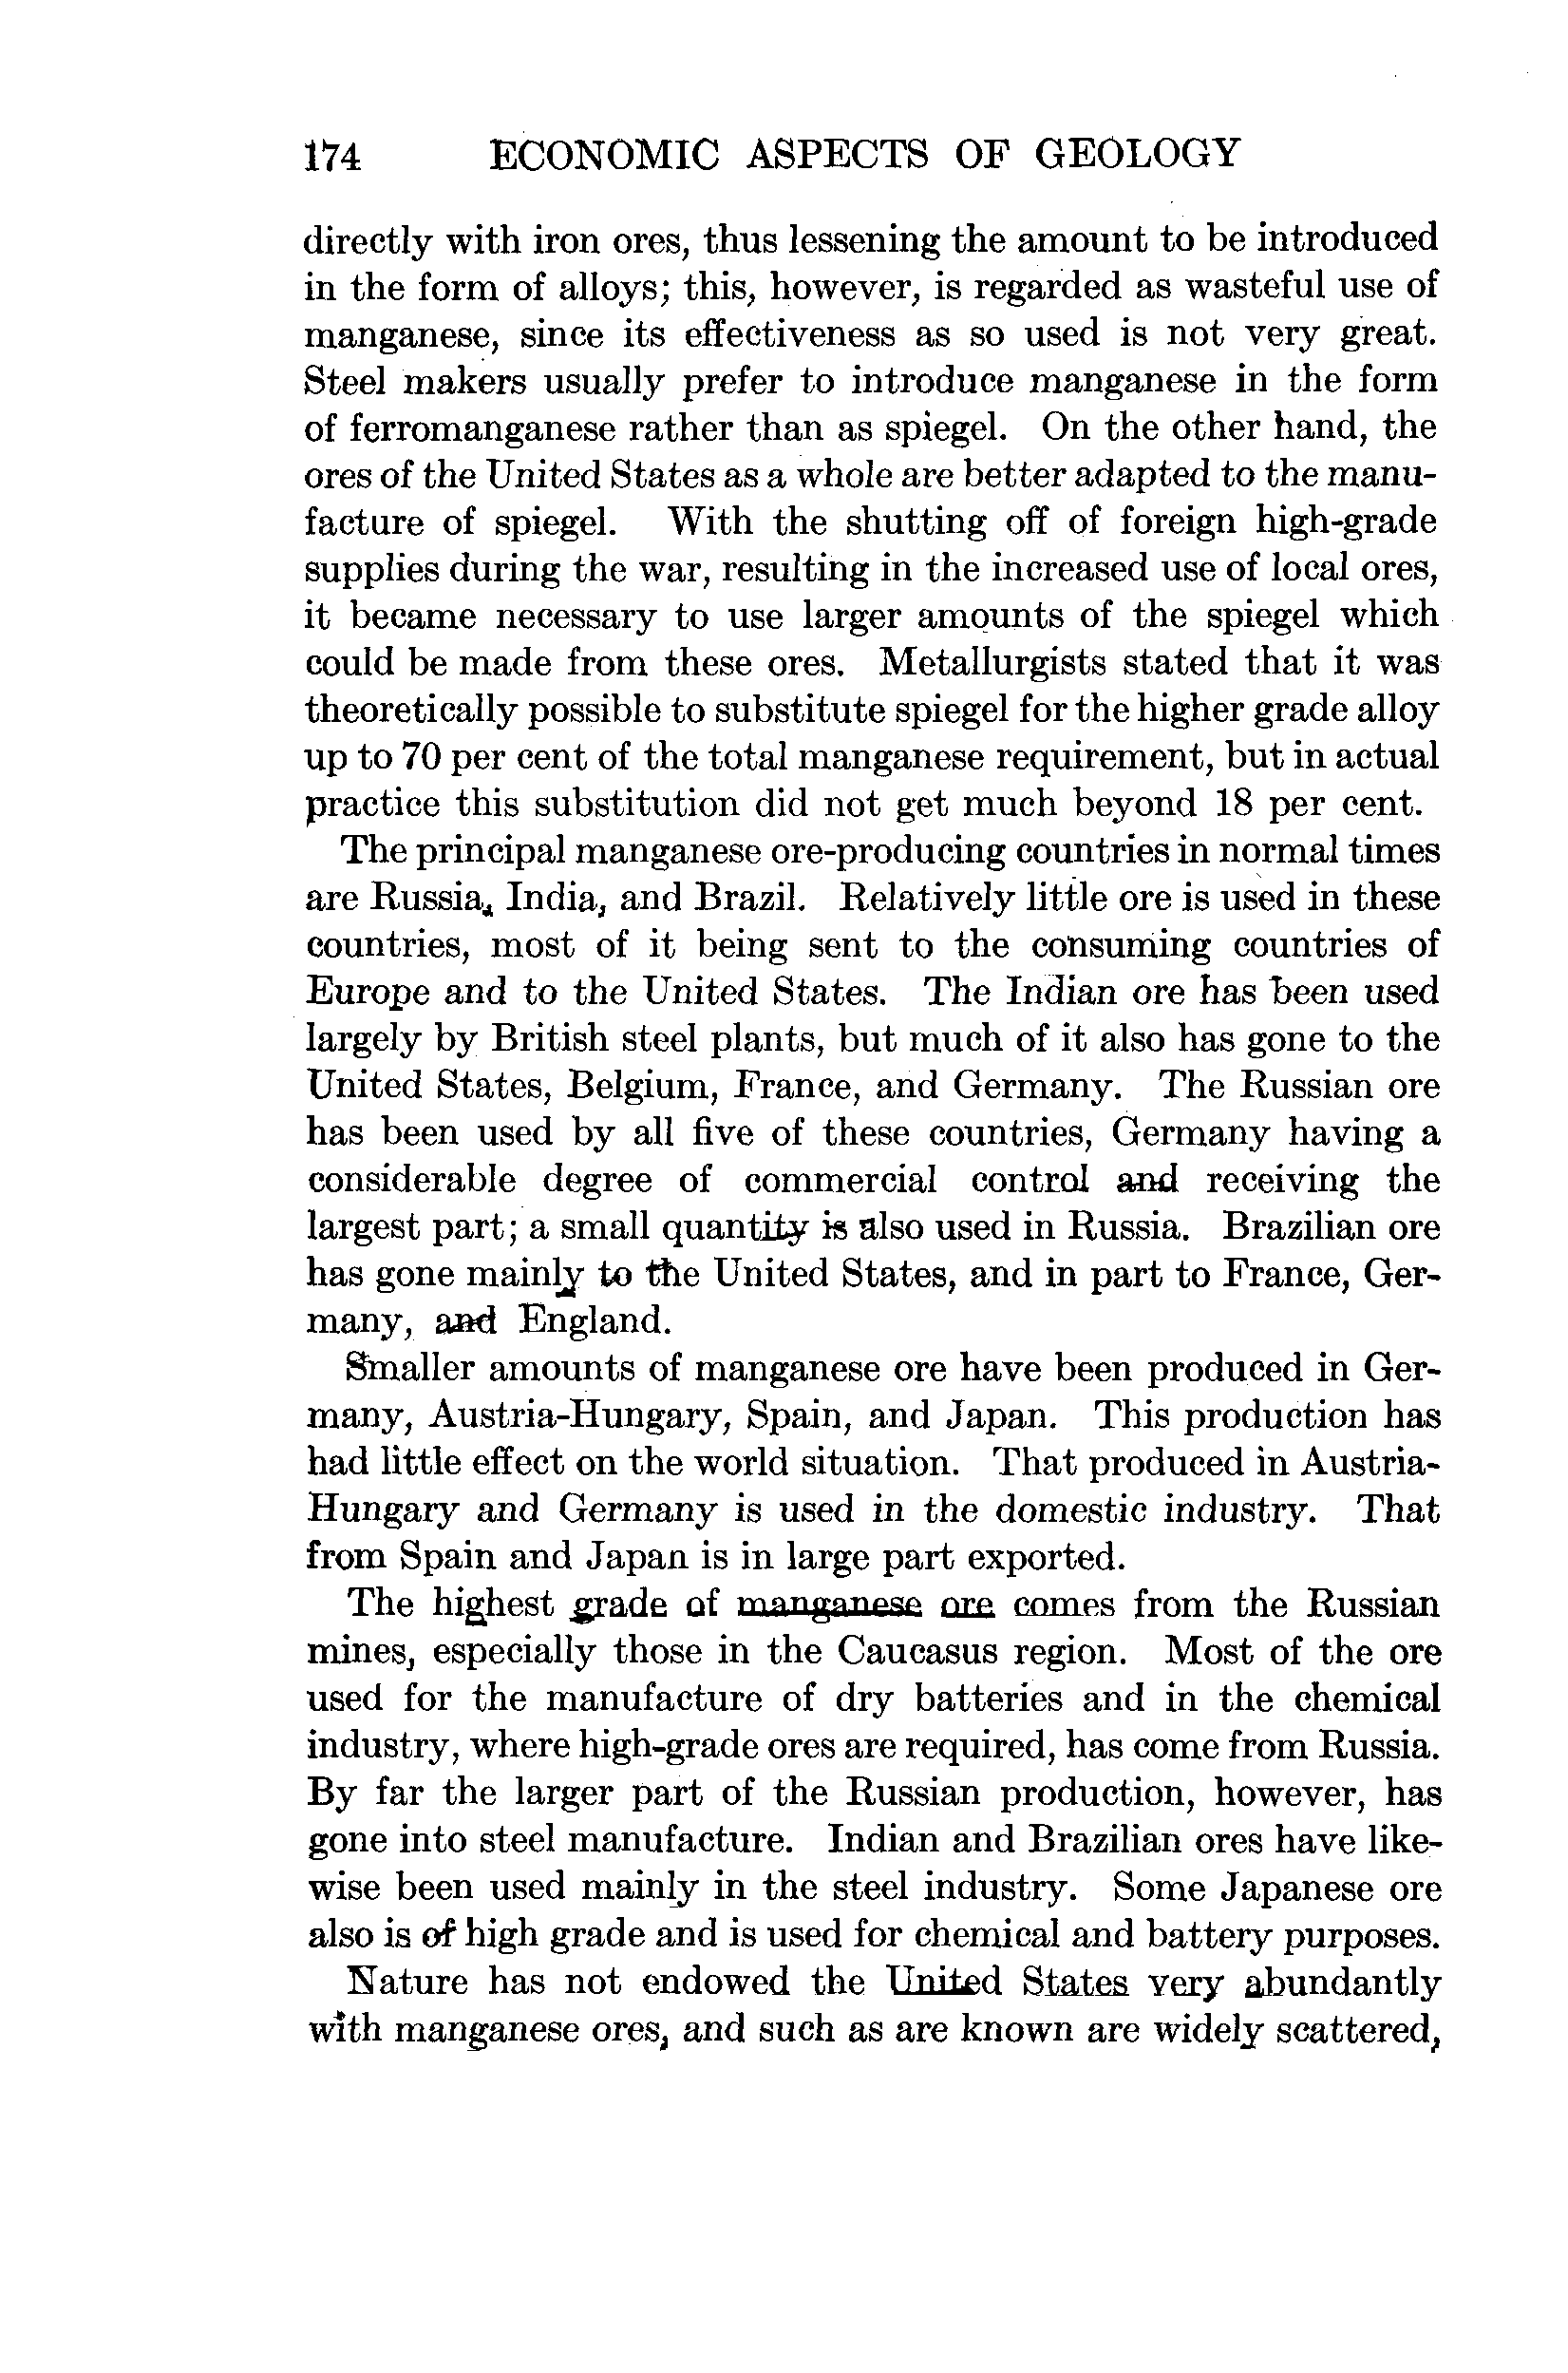 174 ECONOMIC ASPECTS OF GEOLOGY
directly with iron ores, thus lessening the amount to be introduced
in the form of alloys; this, however, is regarded as wasteful use of
manganese, since its effectiveness as so used is not very great.
Steel makers usually prefer to introduce manganese in the form
of ferromanganese rather than as spiegel. On the other hand, the
ores of the United States as a whole are better adapted to the manu-
facture of spiegel. With the shutting off of foreign high-grade
supplies during the war, resulting in the increased use of local ores,
it became necessary to use larger amounts of the spiegel which
could be made from these ores. Metallurgists stated that it was
theoretically possible to substitute spiegel for the higher grade alloy
up to 70 per cent of the total manganese requirement, but in actual
practice this substitution did not get much beyond 18 per cent.
The principal manganese ore-producing countries in normal times
are Russia, India, and Brazil. Relatively little ore is used in these
countries, most of it being sent to the consuming countries of
Europe and to the United States. The Indian ore has been used
largely by British steel plants, but much of it also has gone to the
United States, Belgium, France, and Germany. The Russian ore
has been used by all five of these countries, Germany having a
considerable degree of commercial control and receiving the
largest part; a small quantity is also used in Russia. Brazilian ore
has gone mainly to the United States, and in part to France, Ger-
many, and England.
Smaller amounts of manganese ore have been produced in Ger-
many, Austria-Hungary, Spain, and Japan. This production has
had little effect on the world situation. That produced in Austria-
Hungary and Germany is used in the domestic industry. That
from Spain and Japan is in large part exported.
The highest grade of manganese ore comes from the Russian
mines, especially those in the Caucasus region. Most of the ore
used for the manufacture of dry batteries and in the chemical
industry, where high-grade ores are required, has come from Russia.
By far the larger part of the Russian production, however, has
gone into steel manufacture. Indian and Brazilian ores have like-
wise been used mainly in the steel industry. Some Japanese ore
also is of high grade and is used for chemical and battery purposes.
Nature has not endowed the United States very abundantly
with manganese ores, and such as are known are widely scattered,